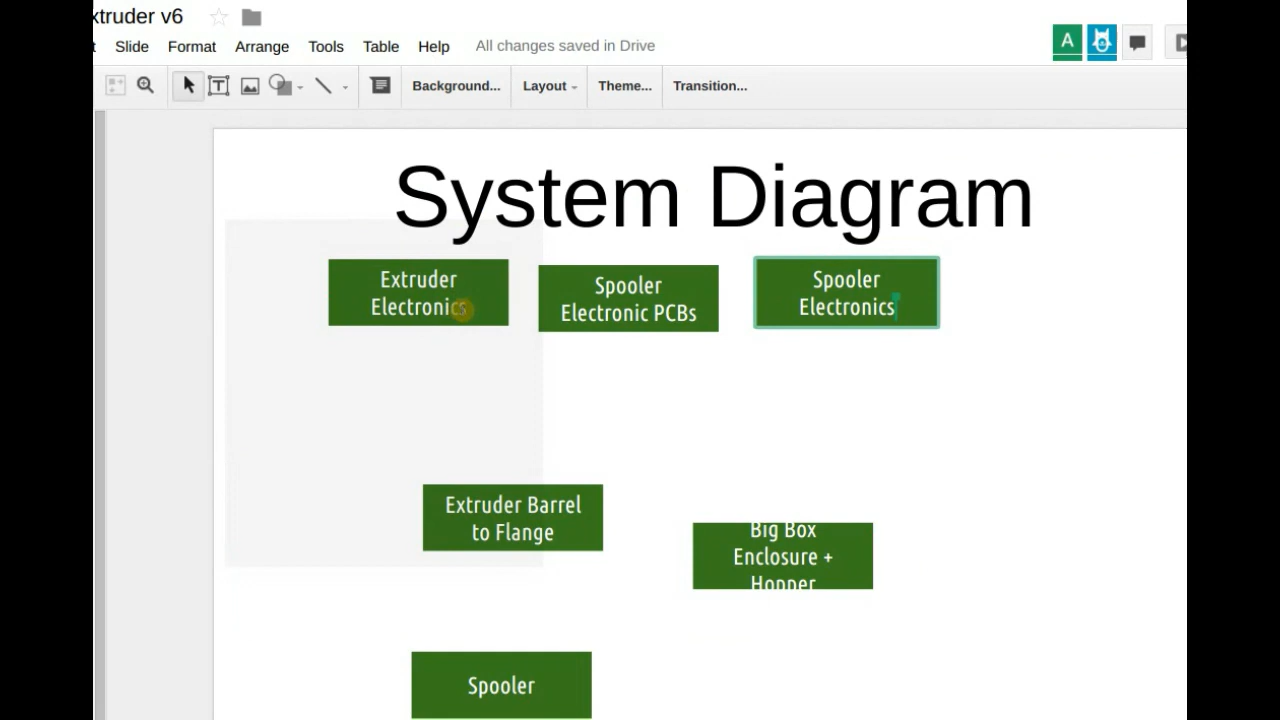 xtruder v6
t Slide Format Arrange Tools Table Help All changes saved in Drive
A
T Background... Layout Theme... Transition...
System Diagram
Extruder
Electronics
Spooler
Electronic PCBs
Spooler
Electronics
Extruder Barrel
to Flange
Big Box
Enclosure +
Hopper
Spooler